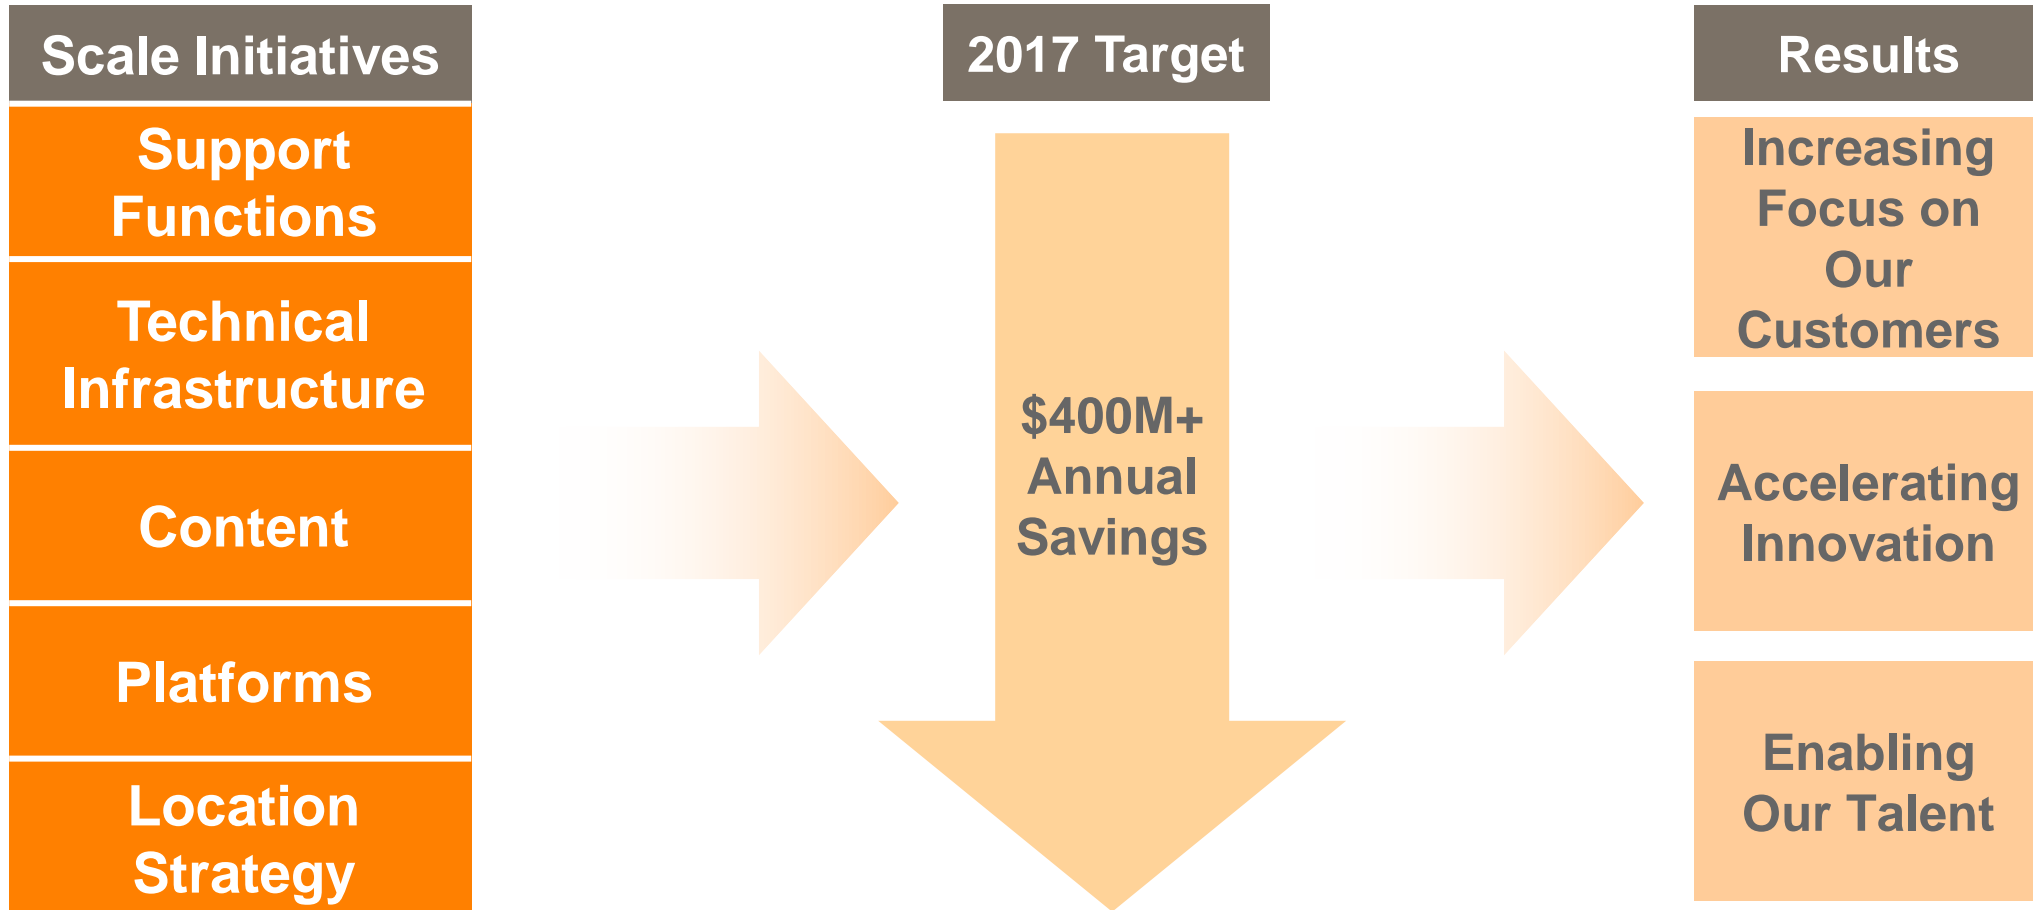 Scale Initiatives
Support
Functions
Technical
Infrastructure
Content
Platforms
Location
Strategy
2017 Target
$400M+
Annual
Savings
Results
Increasing
Focus on
Our
Customers
Accelerating
Innovation
Enabling
Our Talent